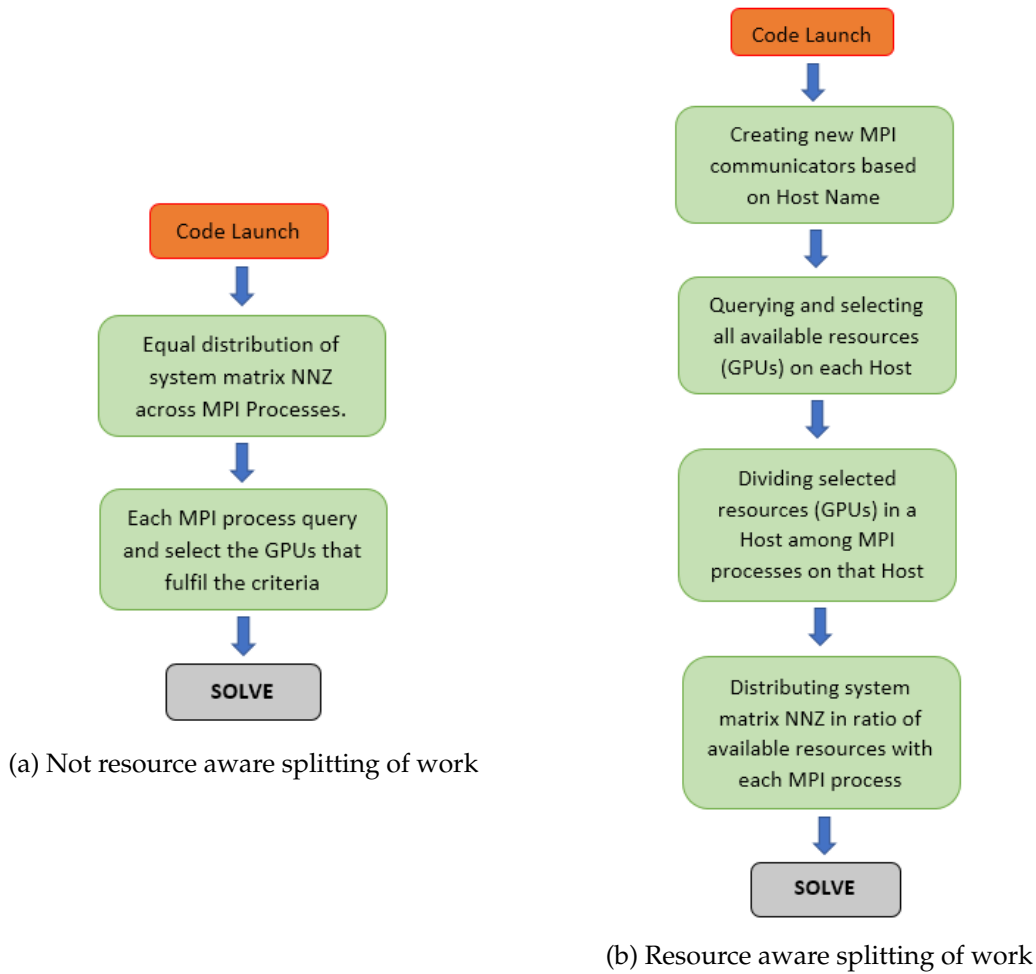 Code Launch
Equal distribution of
system matrix NNZ
across MPI Processes.
Each MPI process query
and select the GPUs that
fulfil the criteria
SOLVE
(a) Not resource aware splitting of work
Code Launch
Creating new MPI
communicators based
on Host Name
Querying and selecting
all available resources
(GPUs) on each Host
Dividing selected
resources (GPUs) in a
Host among MPI
processes on that Host
Distributing system
matrix NNZ in ratio of
available resources with
each MPI process
SOLVE
(b) Resource aware splitting of work